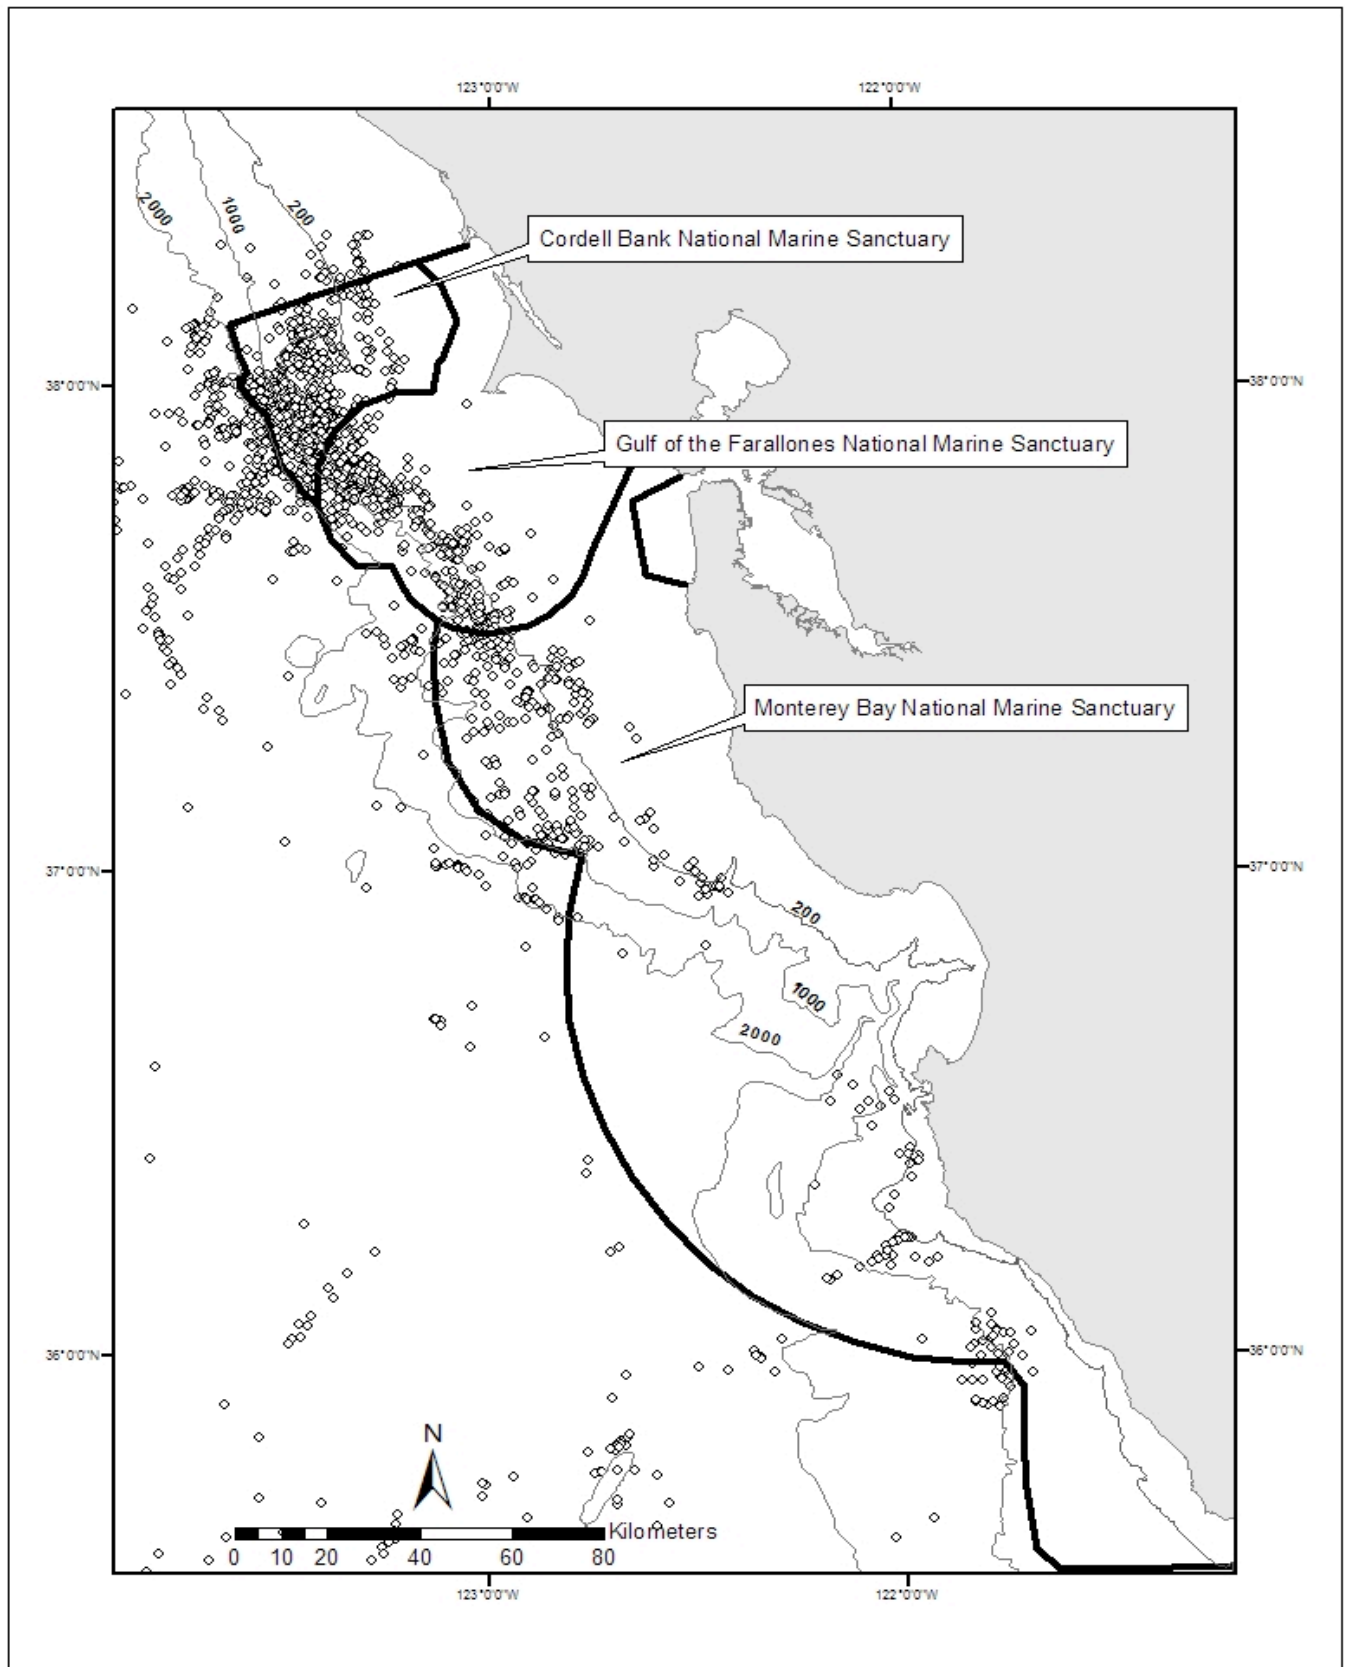 123°0'0"W 122°0'0"W
2000 1000 200
Cordell Bank National Marine Sanctuary
38°0'0"N 38°0'0"N
Gulf of the Farallones National Marine Sanctuary
Monterey Bay National Marine Sanctuary
37°0'0"N 37°0'0"N
200
1000
2000
36°0'0"N 36°0'0"N
N
Kilometers
0 10 20 40 60 80
123°0'0"W 122°0'0"W